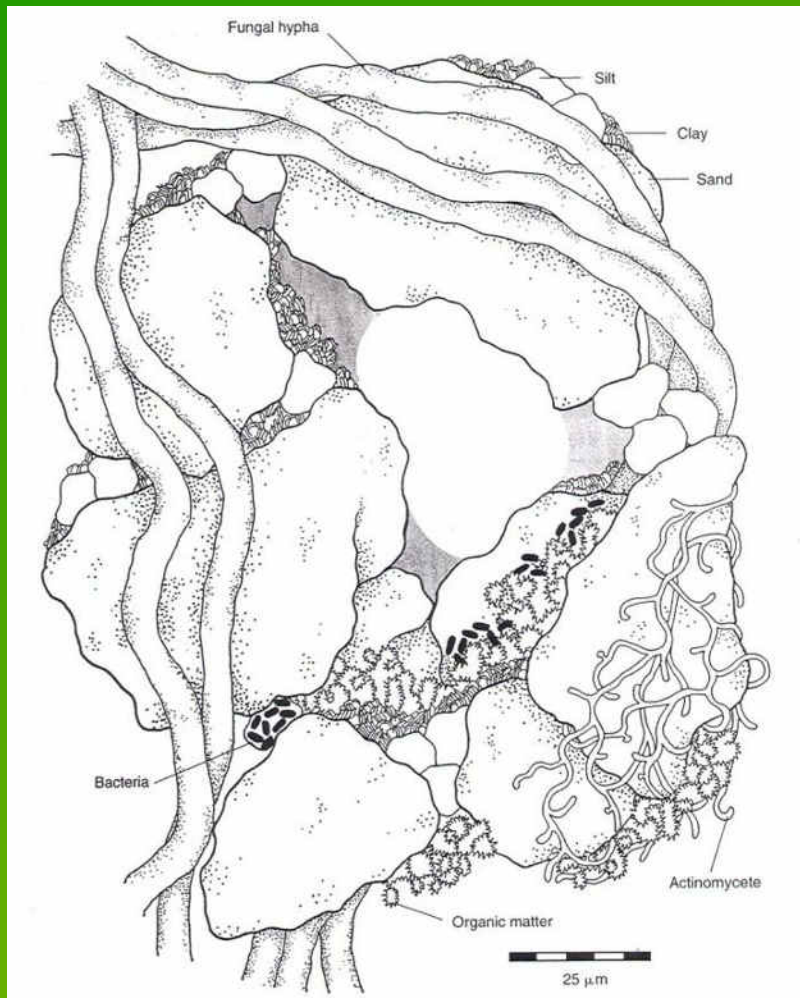 Fungal hypha
Silt
Clay
Sand
Bacteria
Actinomycete
Organic matter
25 µm